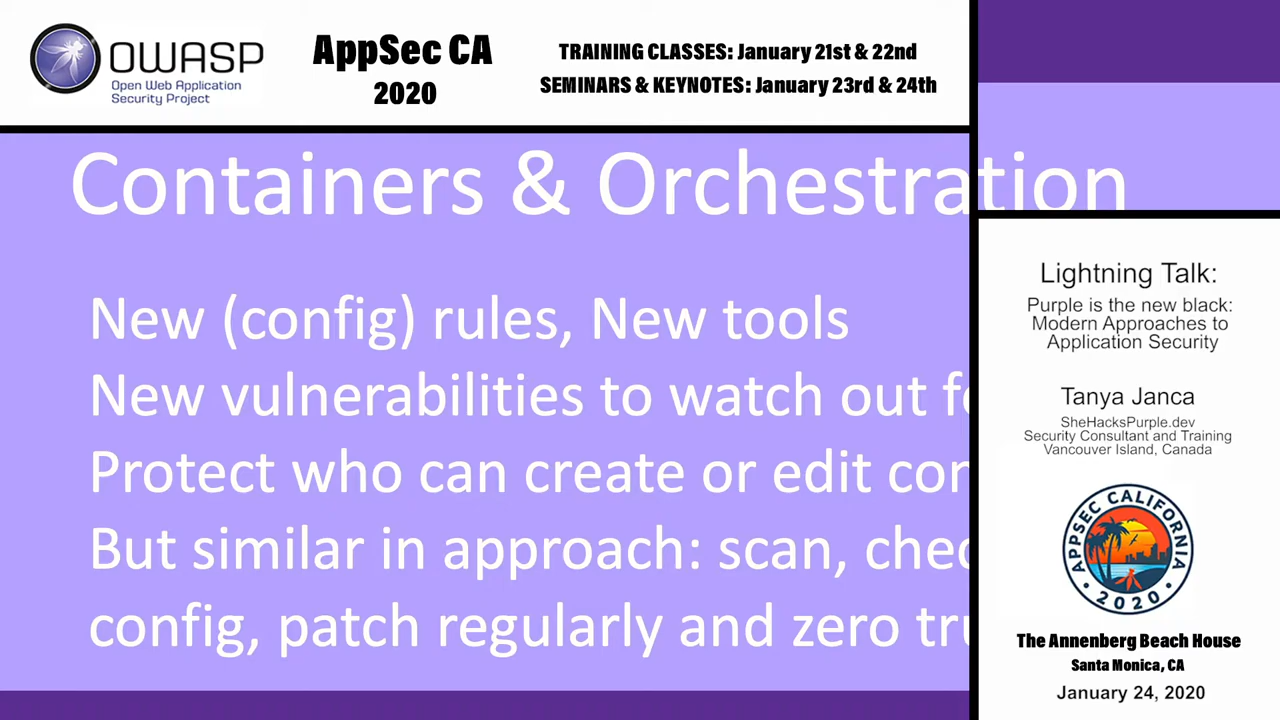 OWASP
Open Web Application
Security Project
AppSec CA
2020
TRAINING CLASSES: January 21st & 22nd
SEMINARS & KEYNOTES: January 23rd & 24th
Containers & Orchestration
New (config) rules, New tools
New vulnerabilities to watch out
Protect who can create or edit
But similar in approach: scan,
config, patch regularly and zero
Lightning Talk:
Purple is the new black:
Modern Approaches to
Application Security
Tanya Janca
SheHacksPurple.dev
Security Consultant and Training
Vancouver Island, Canada
APPSEC CALIFORNIA
2020
The Annenberg Beach House
Santa Monica, CA
January 24, 2020